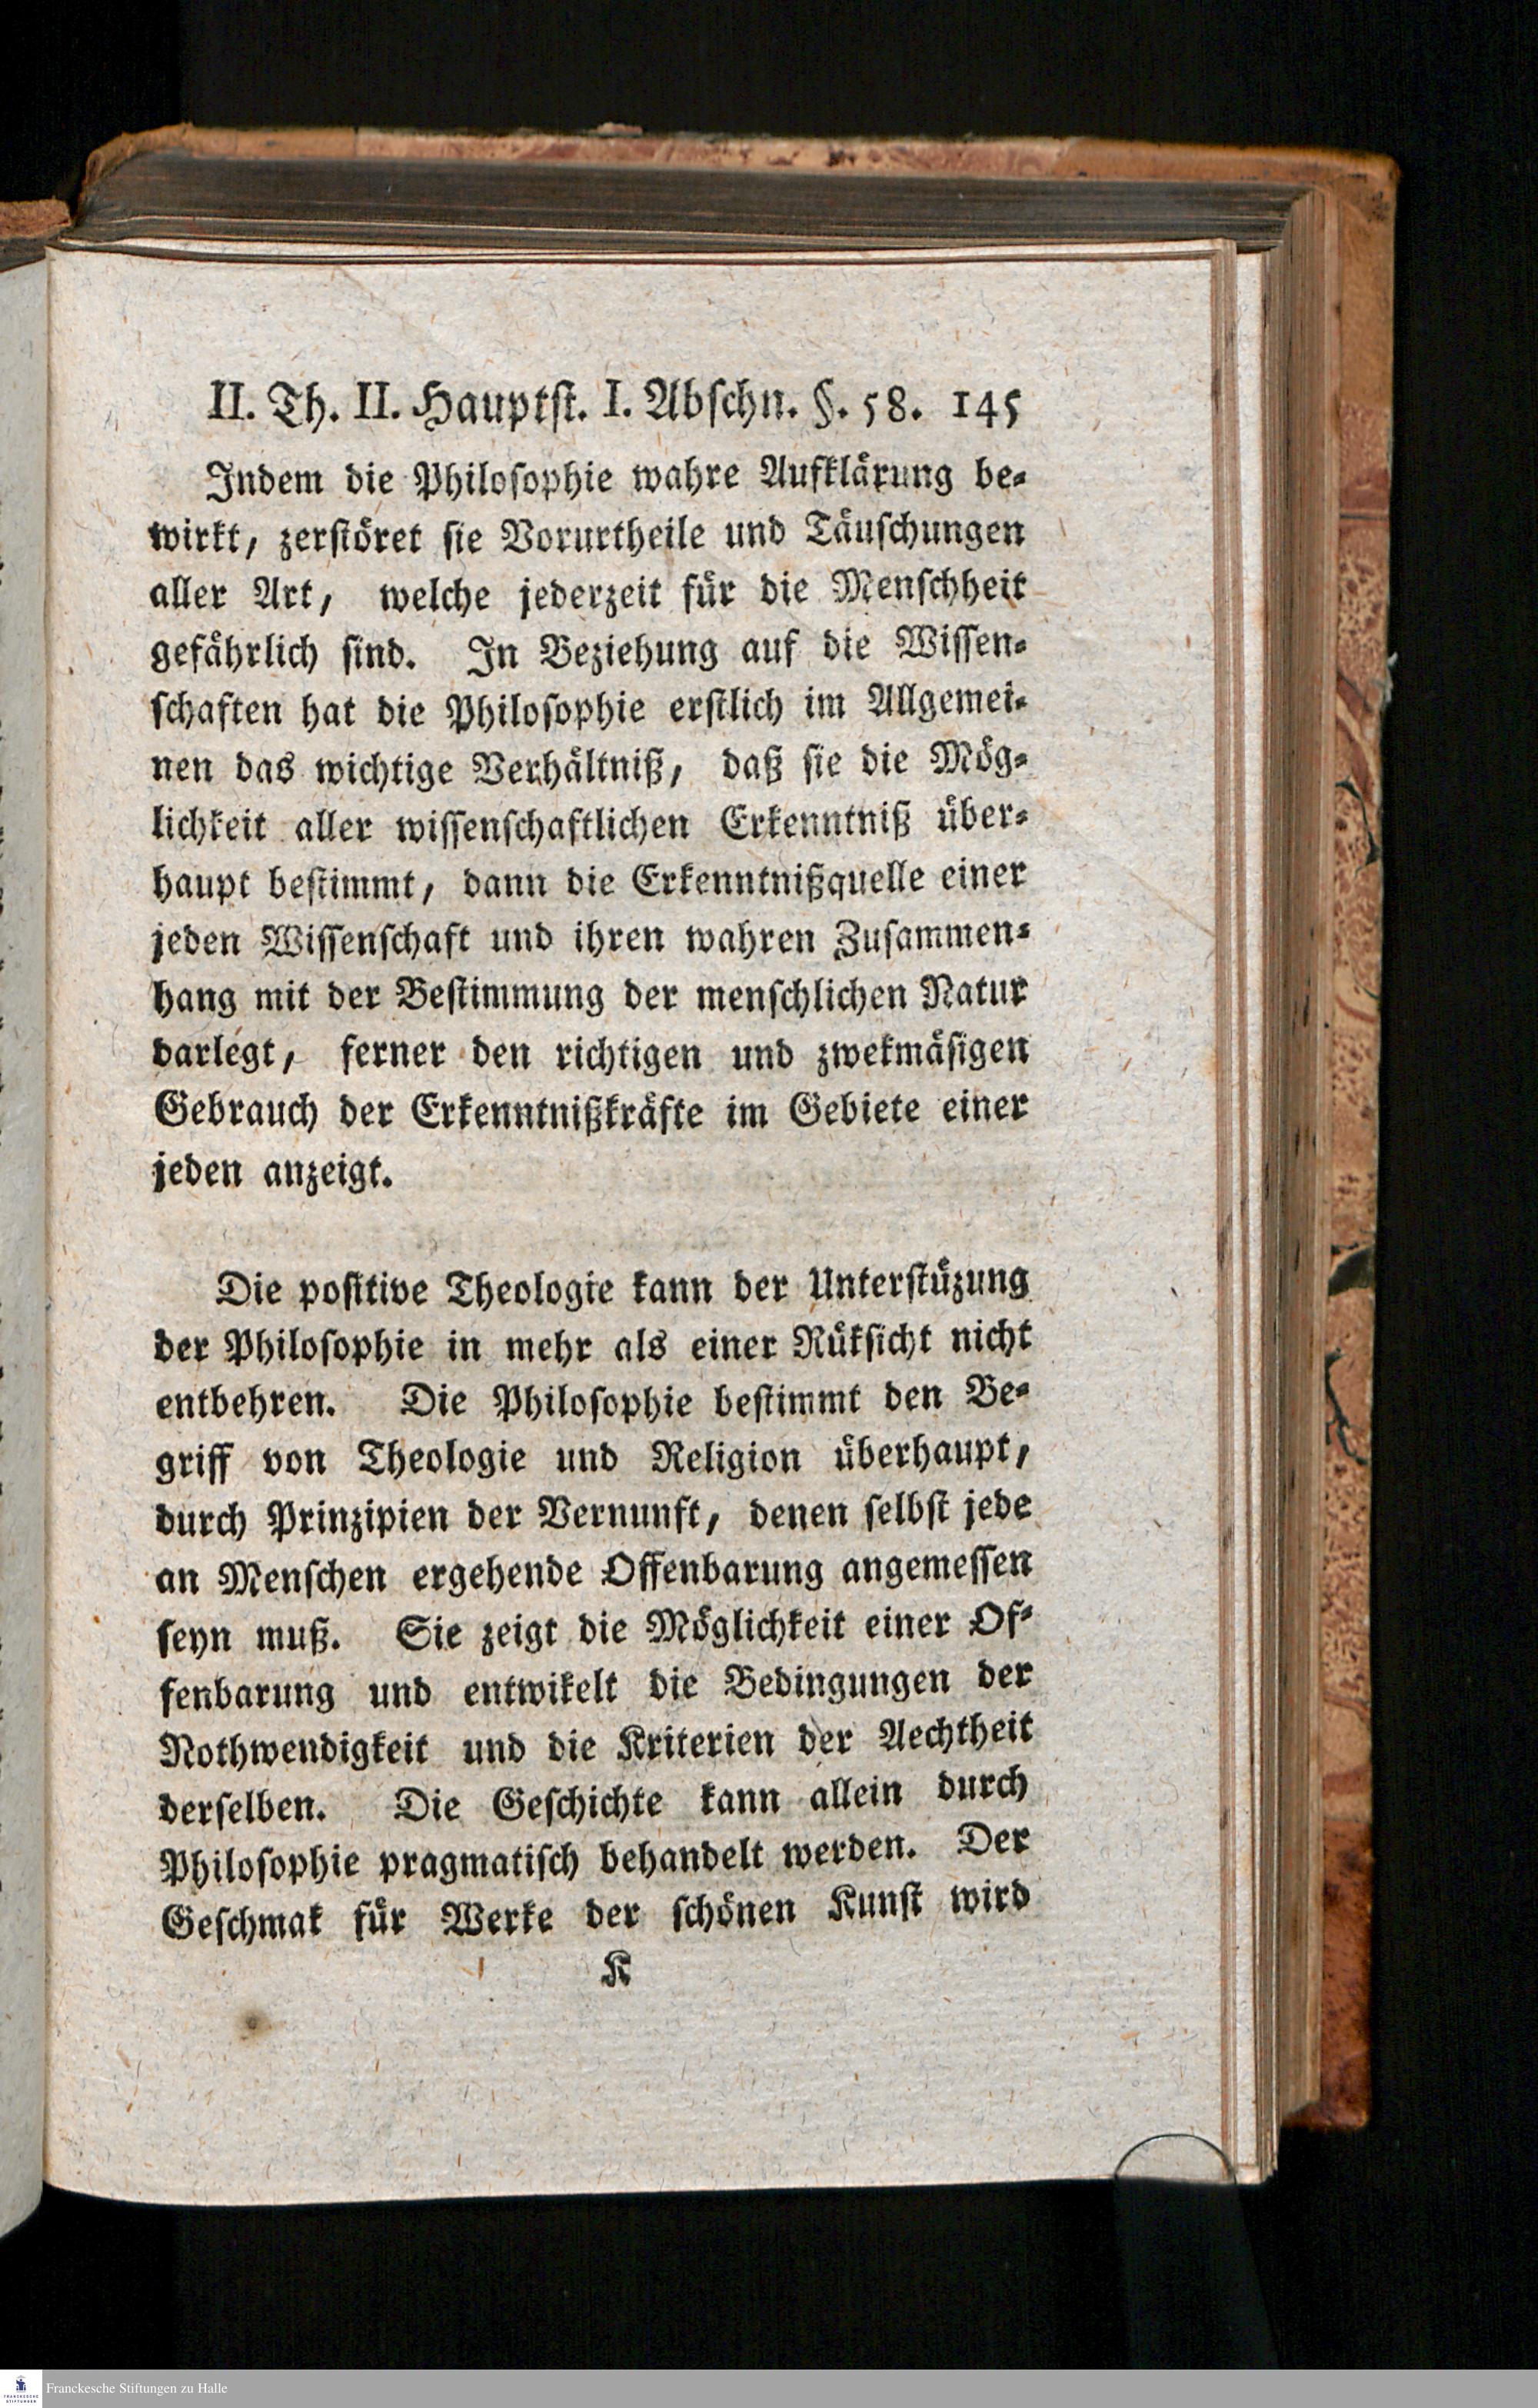 II. Th. II. Hauptst. I. Abschn. §. 58. 145
Indem die Philosophie wahre Aufklärung be-
wirkt, zerstöret sie Vorurtheile und Täuschungen
aller Art, welche jederzeit für die Menschheit
gefährlich sind. In Beziehung auf die Wissen-
schaften hat die Philosophie erstlich im Allgemei-
nen das wichtige Verhältniß, daß sie die Mög-
lichkeit aller wissenschaftlichen Erkenntniß über-
haupt bestimmt, dann die Erkenntnißquelle einer
jeden Wissenschaft und ihren wahren Zusammen-
hang mit der Bestimmung der menschlichen Natur
darlegt, ferner den richtigen und zwekmäsigen
Gebrauch der Erkenntnißkräfte im Gebiete einer
jeden anzeigt.
Die positive Theologie kann der Unterstüzung
der Philosophie in mehr als einer Rüksicht nicht
entbehren. Die Philosophie bestimmt den Be-
griff von Theologie und Religion überhaupt,
durch Prinzipien der Vernunft, denen selbst jede
an Menschen ergehende Offenbarung angemessen
seyn muß. Sie zeigt die Möglichkeit einer Of-
fenbarung und entwikelt die Bedingungen der
Nothwendigkeit und die Kriterien der Aechtheit
derselben. Die Geschichte kann allein durch
Philosophie pragmatisch behandelt werden. Der
Geschmak für Werke der schönen Kunst wird
K
FRANCKESCHE STIFTUNGEN
Franckesche Stiftungen zu Halle